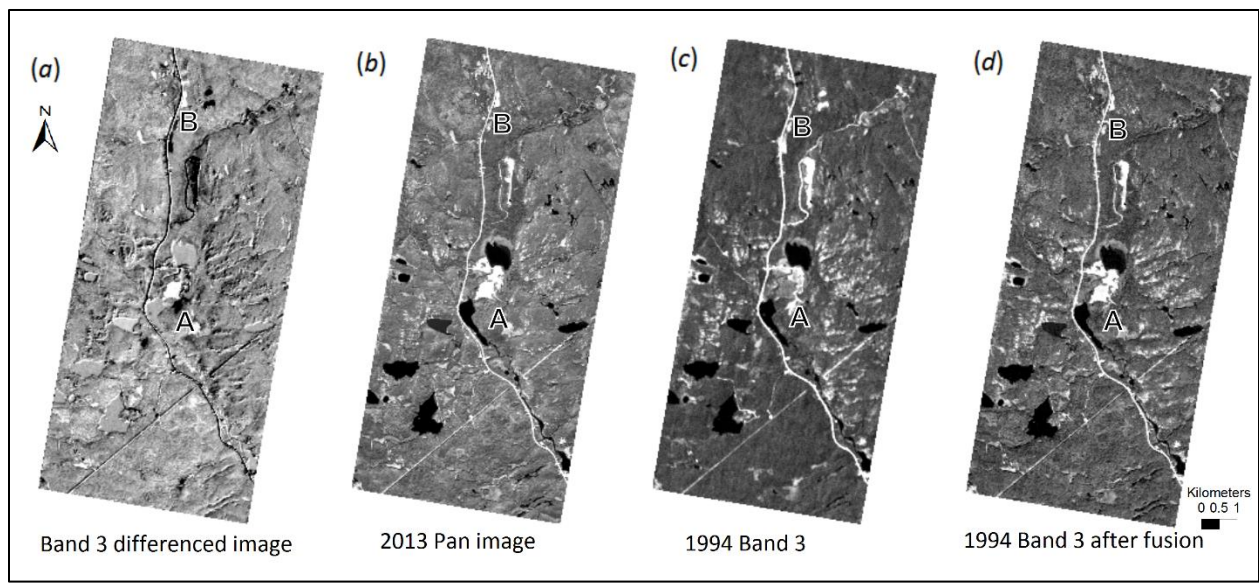 (a) (b) (c) (d)
N
B B B B
A A A A
Kilometers
0 0.5 1
Band 3 differenced image 2013 Pan image 1994 Band 3 1994 Band 3 after fusion